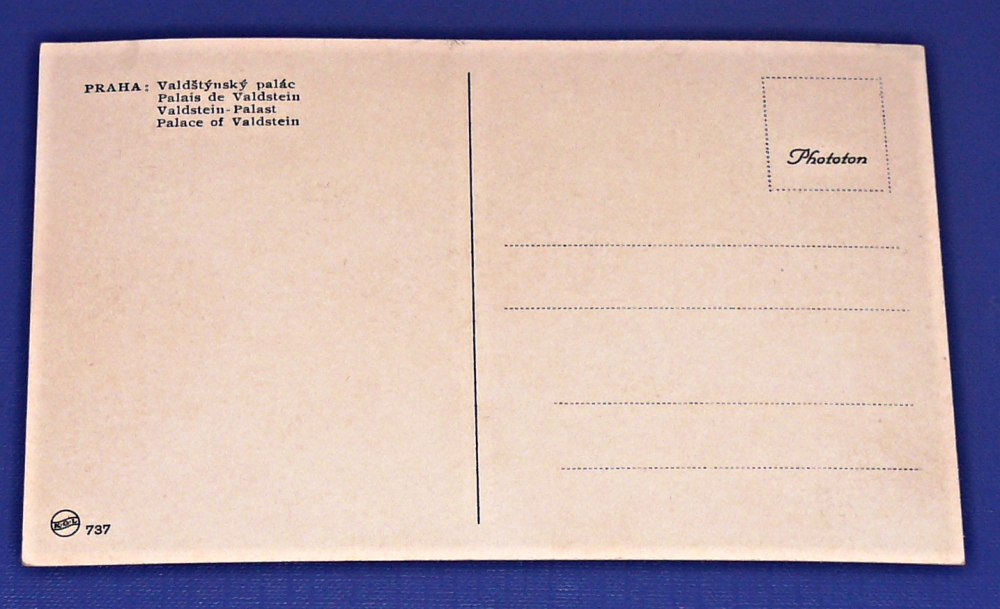 PRAHA: Valdštýnský palác
Palais de Valdstein
Valdstein-Palast
Palace of Valdstein
Phototon
K·G·L
737